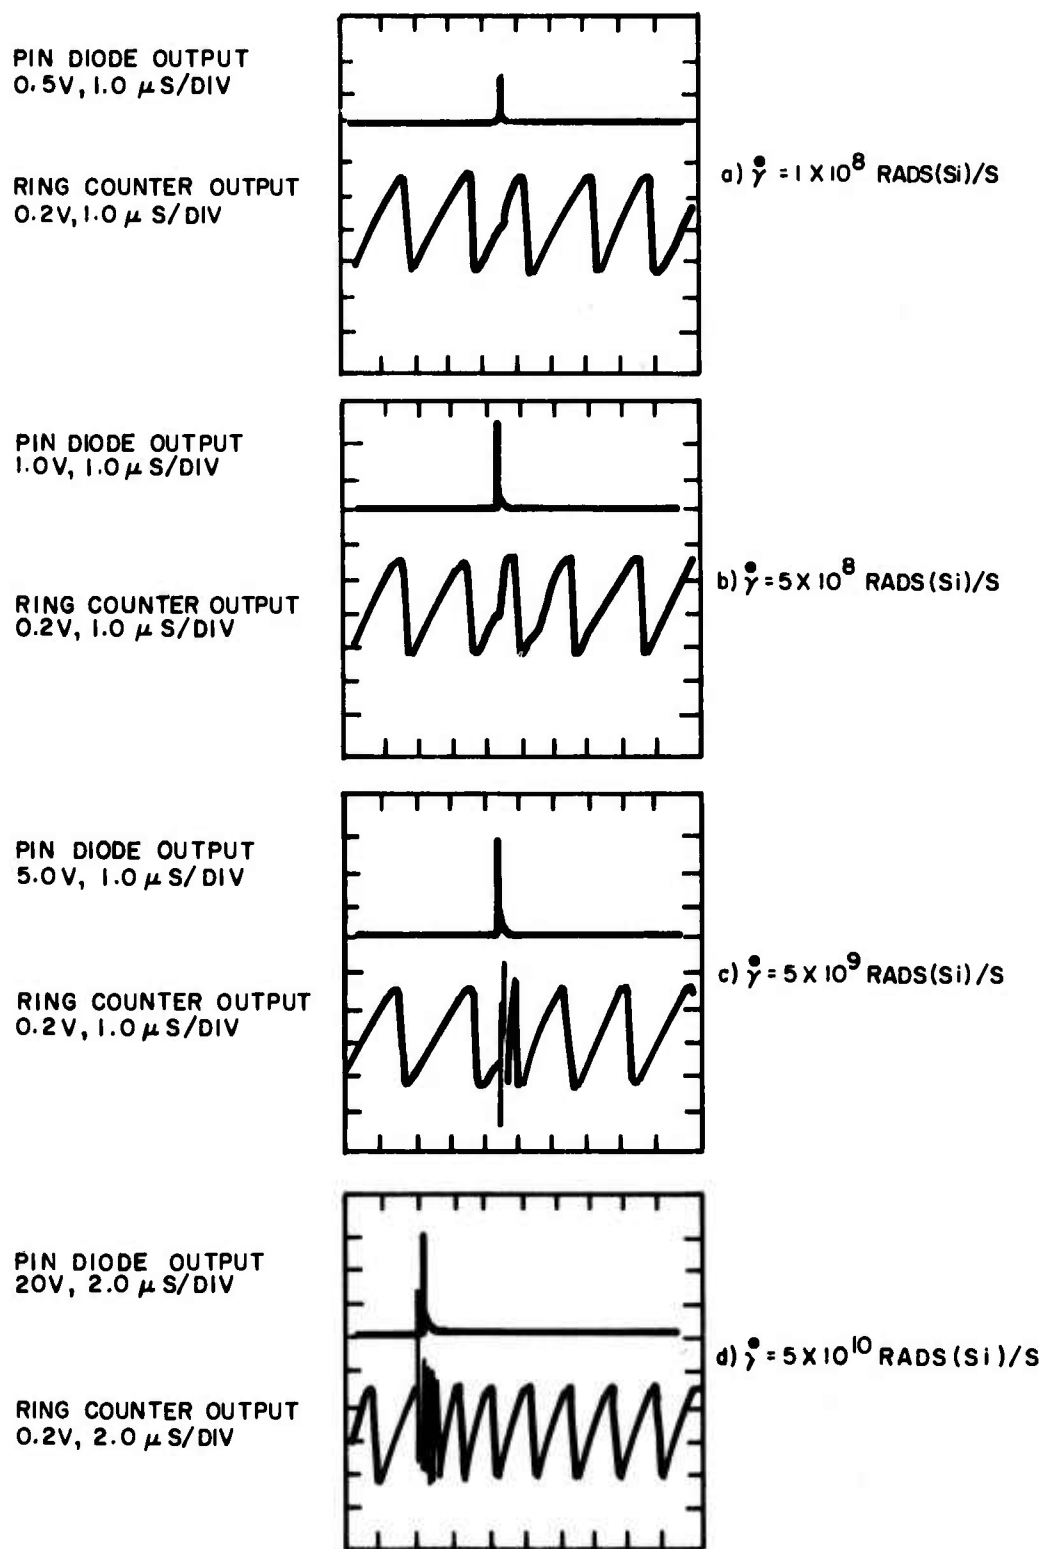 PIN DIODE OUTPUT
0.5V, 1.0 μS/DIV
RING COUNTER OUTPUT
0.2V, 1.0 μS/DIV
a) γ̇ = 1 X 10⁸ RADS(Si)/S
PIN DIODE OUTPUT
1.0V, 1.0 μS/DIV
RING COUNTER OUTPUT
0.2V, 1.0 μS/DIV
b) γ̇ = 5 X 10⁸ RADS(Si)/S
PIN DIODE OUTPUT
5.0V, 1.0 μS/DIV
RING COUNTER OUTPUT
0.2V, 1.0 μS/DIV
c) γ̇ = 5 X 10⁹ RADS(Si)/S
PIN DIODE OUTPUT
20V, 2.0 μS/DIV
RING COUNTER OUTPUT
0.2V, 2.0 μS/DIV
d) γ̇ = 5 X 10¹⁰ RADS(Si)/S